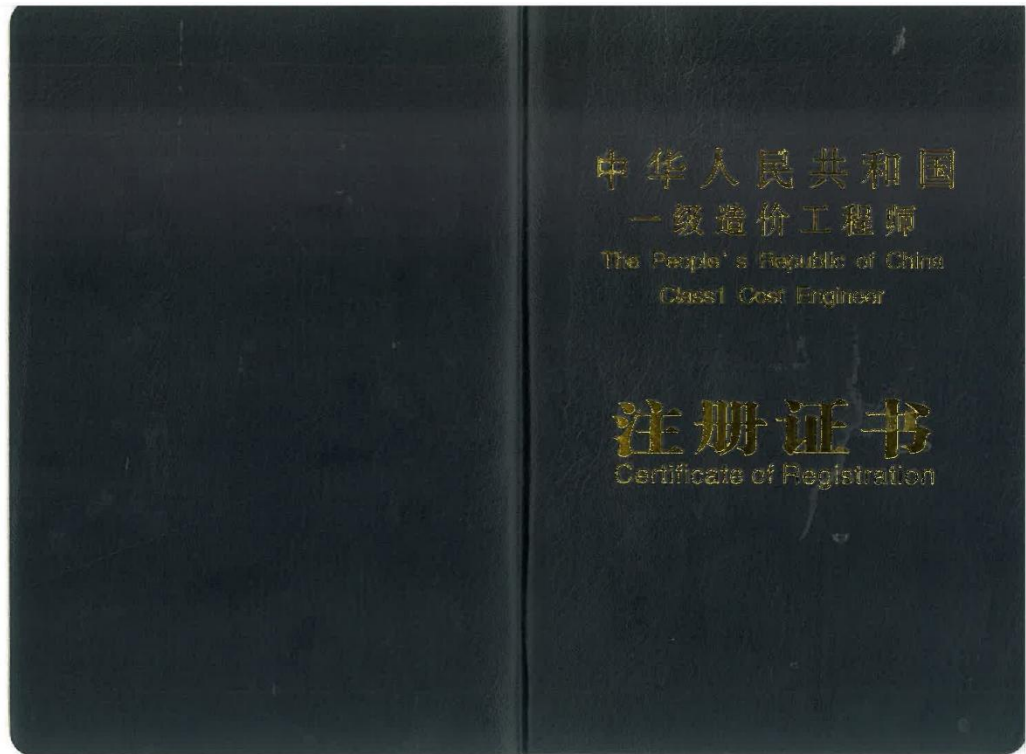 中华人民共和国
一级造价工程师
The People's Republic of China
Class1 Cost Engineer
注册证书
Certificate of Registration